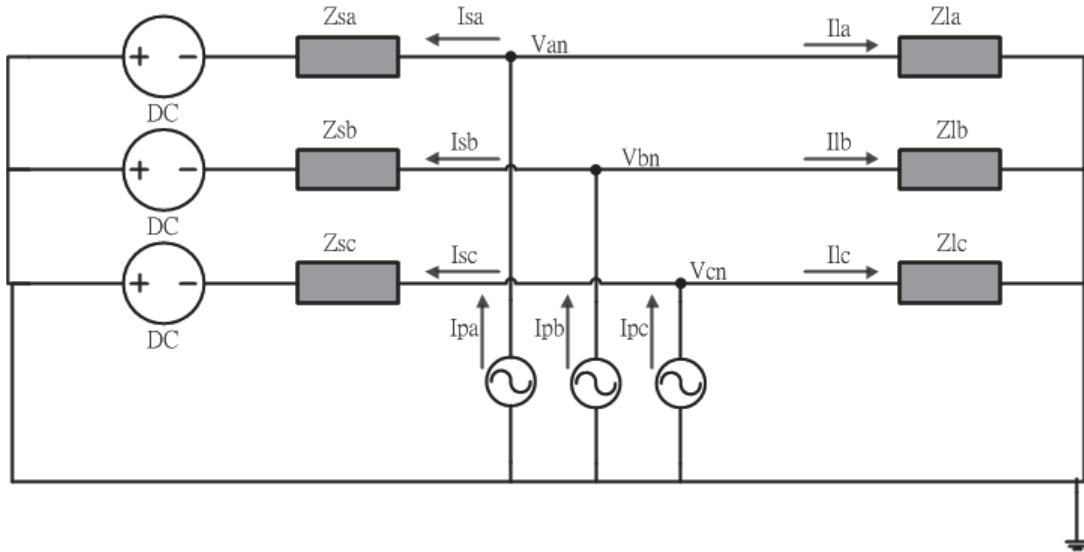 Zsa Isa Van Ila Zla
DC
Zsb Isb Vbn Ilb Zlb
DC
Zsc Isc Vcn Ilc Zlc
DC
Ipa Ipb Ipc